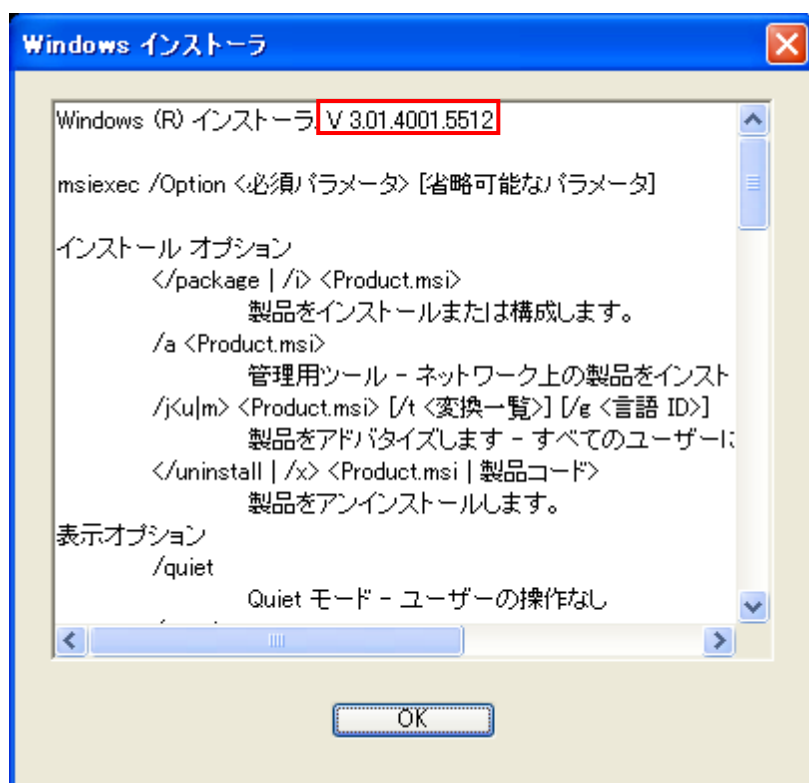 Windows インストーラ
Windows (R) インストーラ. V 3.01.4001.5512
msiexec /Option <必須パラメータ> [省略可能なパラメータ]
インストール オプション
</package | /i> <Product.msi>
製品をインストールまたは構成します。
/a <Product.msi>
管理用ツール - ネットワーク上の製品をインスト
/j<u|m> <Product.msi> [/t <変換一覧>] [/g <言語 ID>]
製品をアドバタイズします - すべてのユーザーに
</uninstall | /x> <Product.msi | 製品コード>
製品をアンインストールします。
表示オプション
/quiet
Quiet モード - ユーザーの操作なし
OK